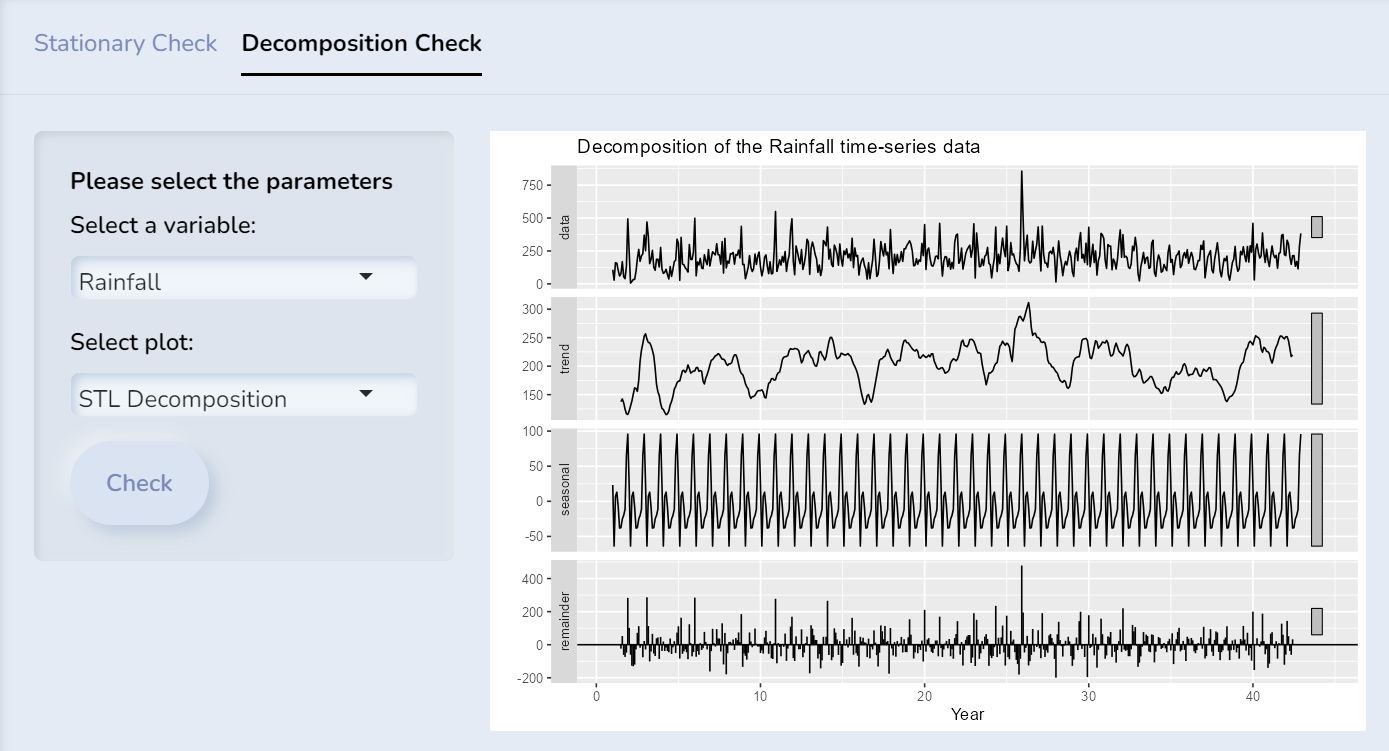 Stationary Check Decomposition Check
Please select the parameters
Select a variable:
Rainfall
Select plot:
STL Decomposition
Check
Decomposition of the Rainfall time-series data
data
750
500
250
0
trend
300
250
200
150
seasonal
100
50
0
-50
remainder
400
200
0
-200
0 10 20 30 40
Year